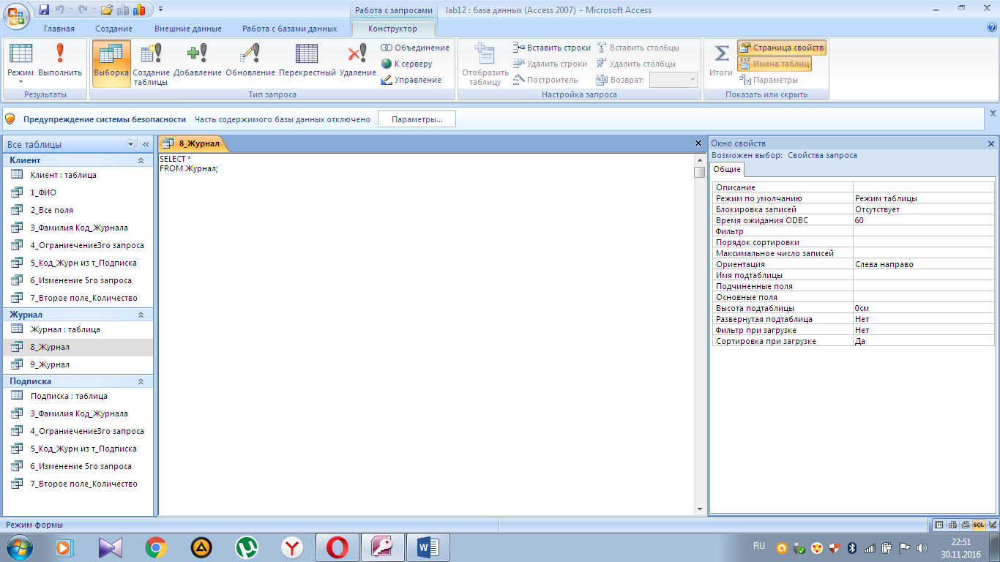 Работа с запросами
lab12 : база данных (Access 2007) - Microsoft Access
Главная
Создание
Внешние данные
Работа с базами данных
Конструктор
Режим
Выполнить
Результаты
Выборка
Создание таблицы
Добавление
Обновление
Перекрестный
Удаление
Объединение
К серверу
Управление
Тип запроса
Отобразить таблицу
Вставить строки
Удалить строки
Построитель
Вставить столбцы
Удалить столбцы
Возврат:
Настройка запроса
Итоги
Страница свойств
Имена таблиц
Параметры
Показать или скрыть
Предупреждение системы безопасности Часть содержимого базы данных отключено Параметры...
Все таблицы
Клиент
Клиент : таблица
1_ФИО
2_Все поля
3_Фамилия Код_Журнала
4_Ограниечение3го запроса
5_Код_Журн из т_Подписка
6_Изменение 5го запроса
7_Второе поле_Количество
Журнал
Журнал : таблица
8_Журнал
9_Журнал
Подписка
Подписка : таблица
3_Фамилия Код_Журнала
4_Ограниечение3го запроса
5_Код_Журн из т_Подписка
6_Изменение 5го запроса
7_Второе поле_Количество
8_Журнал
SELECT *
FROM Журнал;
Окно свойств
Возможен выбор: Свойства запроса
Общие
Описание
Режим по умолчанию Режим таблицы
Блокировка записей Отсутствует
Время ожидания ODBC 60
Фильтр
Порядок сортировки
Максимальное число записей
Ориентация Слева направо
Имя подтаблицы
Подчиненные поля
Основные поля
Высота подтаблицы 0см
Развернутая подтаблица Нет
Фильтр при загрузке Нет
Сортировка при загрузке Да
Режим формы
SQL
RU
22:51
30.11.2016